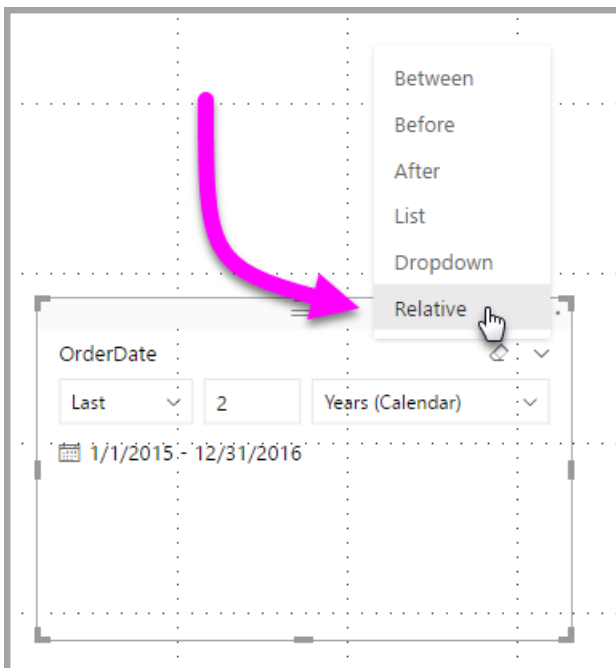 Between
Before
After
List
Dropdown
Relative
OrderDate
Last 2 Years (Calendar)
1/1/2015 - 12/31/2016